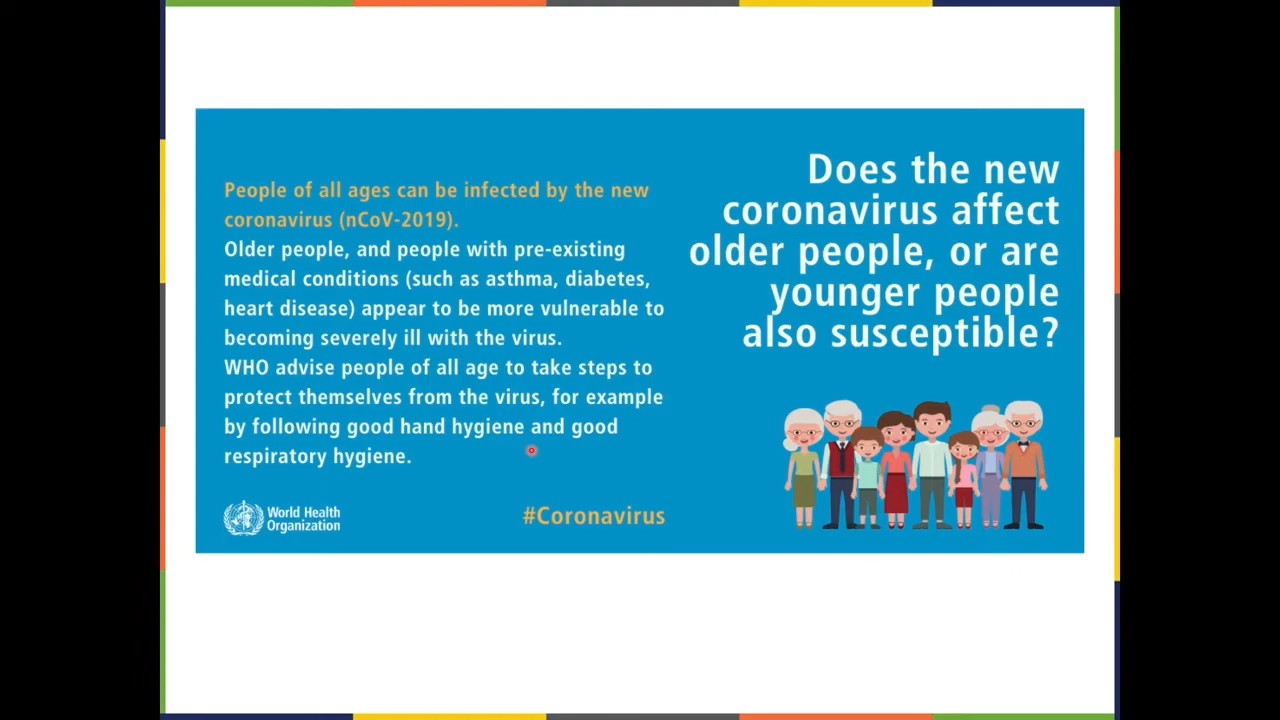 People of all ages can be infected by the new
coronavirus (nCoV-2019).
Older people, and people with pre-existing
medical conditions (such as asthma, diabetes,
heart disease) appear to be more vulnerable to
becoming severely ill with the virus.
WHO advise people of all age to take steps to
protect themselves from the virus, for example
by following good hand hygiene and good
respiratory hygiene.
World Health
Organization
#Coronavirus
Does the new
coronavirus affect
older people, or are
younger people
also susceptible?